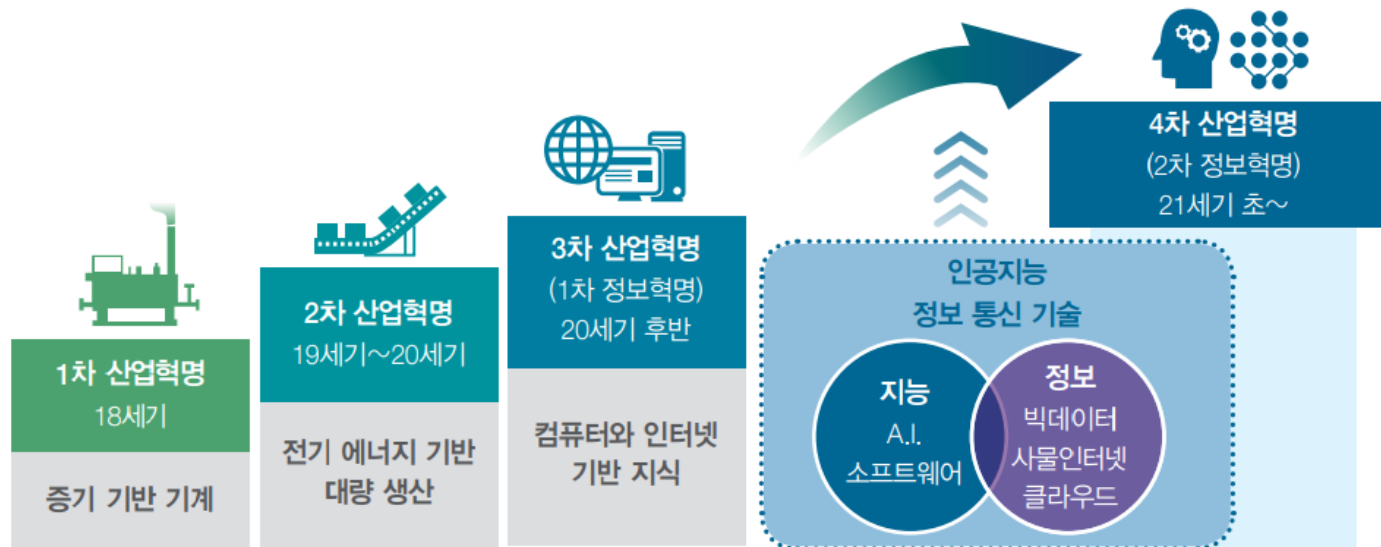 1차 산업혁명
18세기
증기 기반 기계
2차 산업혁명
19세기～20세기
전기 에너지 기반
대량 생산
3차 산업혁명
(1차 정보혁명)
20세기 후반
컴퓨터와 인터넷
기반 지식
인공지능
정보 통신 기술
지능
A.I.
소프트웨어
정보
빅데이터
사물인터넷
클라우드
4차 산업혁명
(2차 정보혁명)
21세기 초～